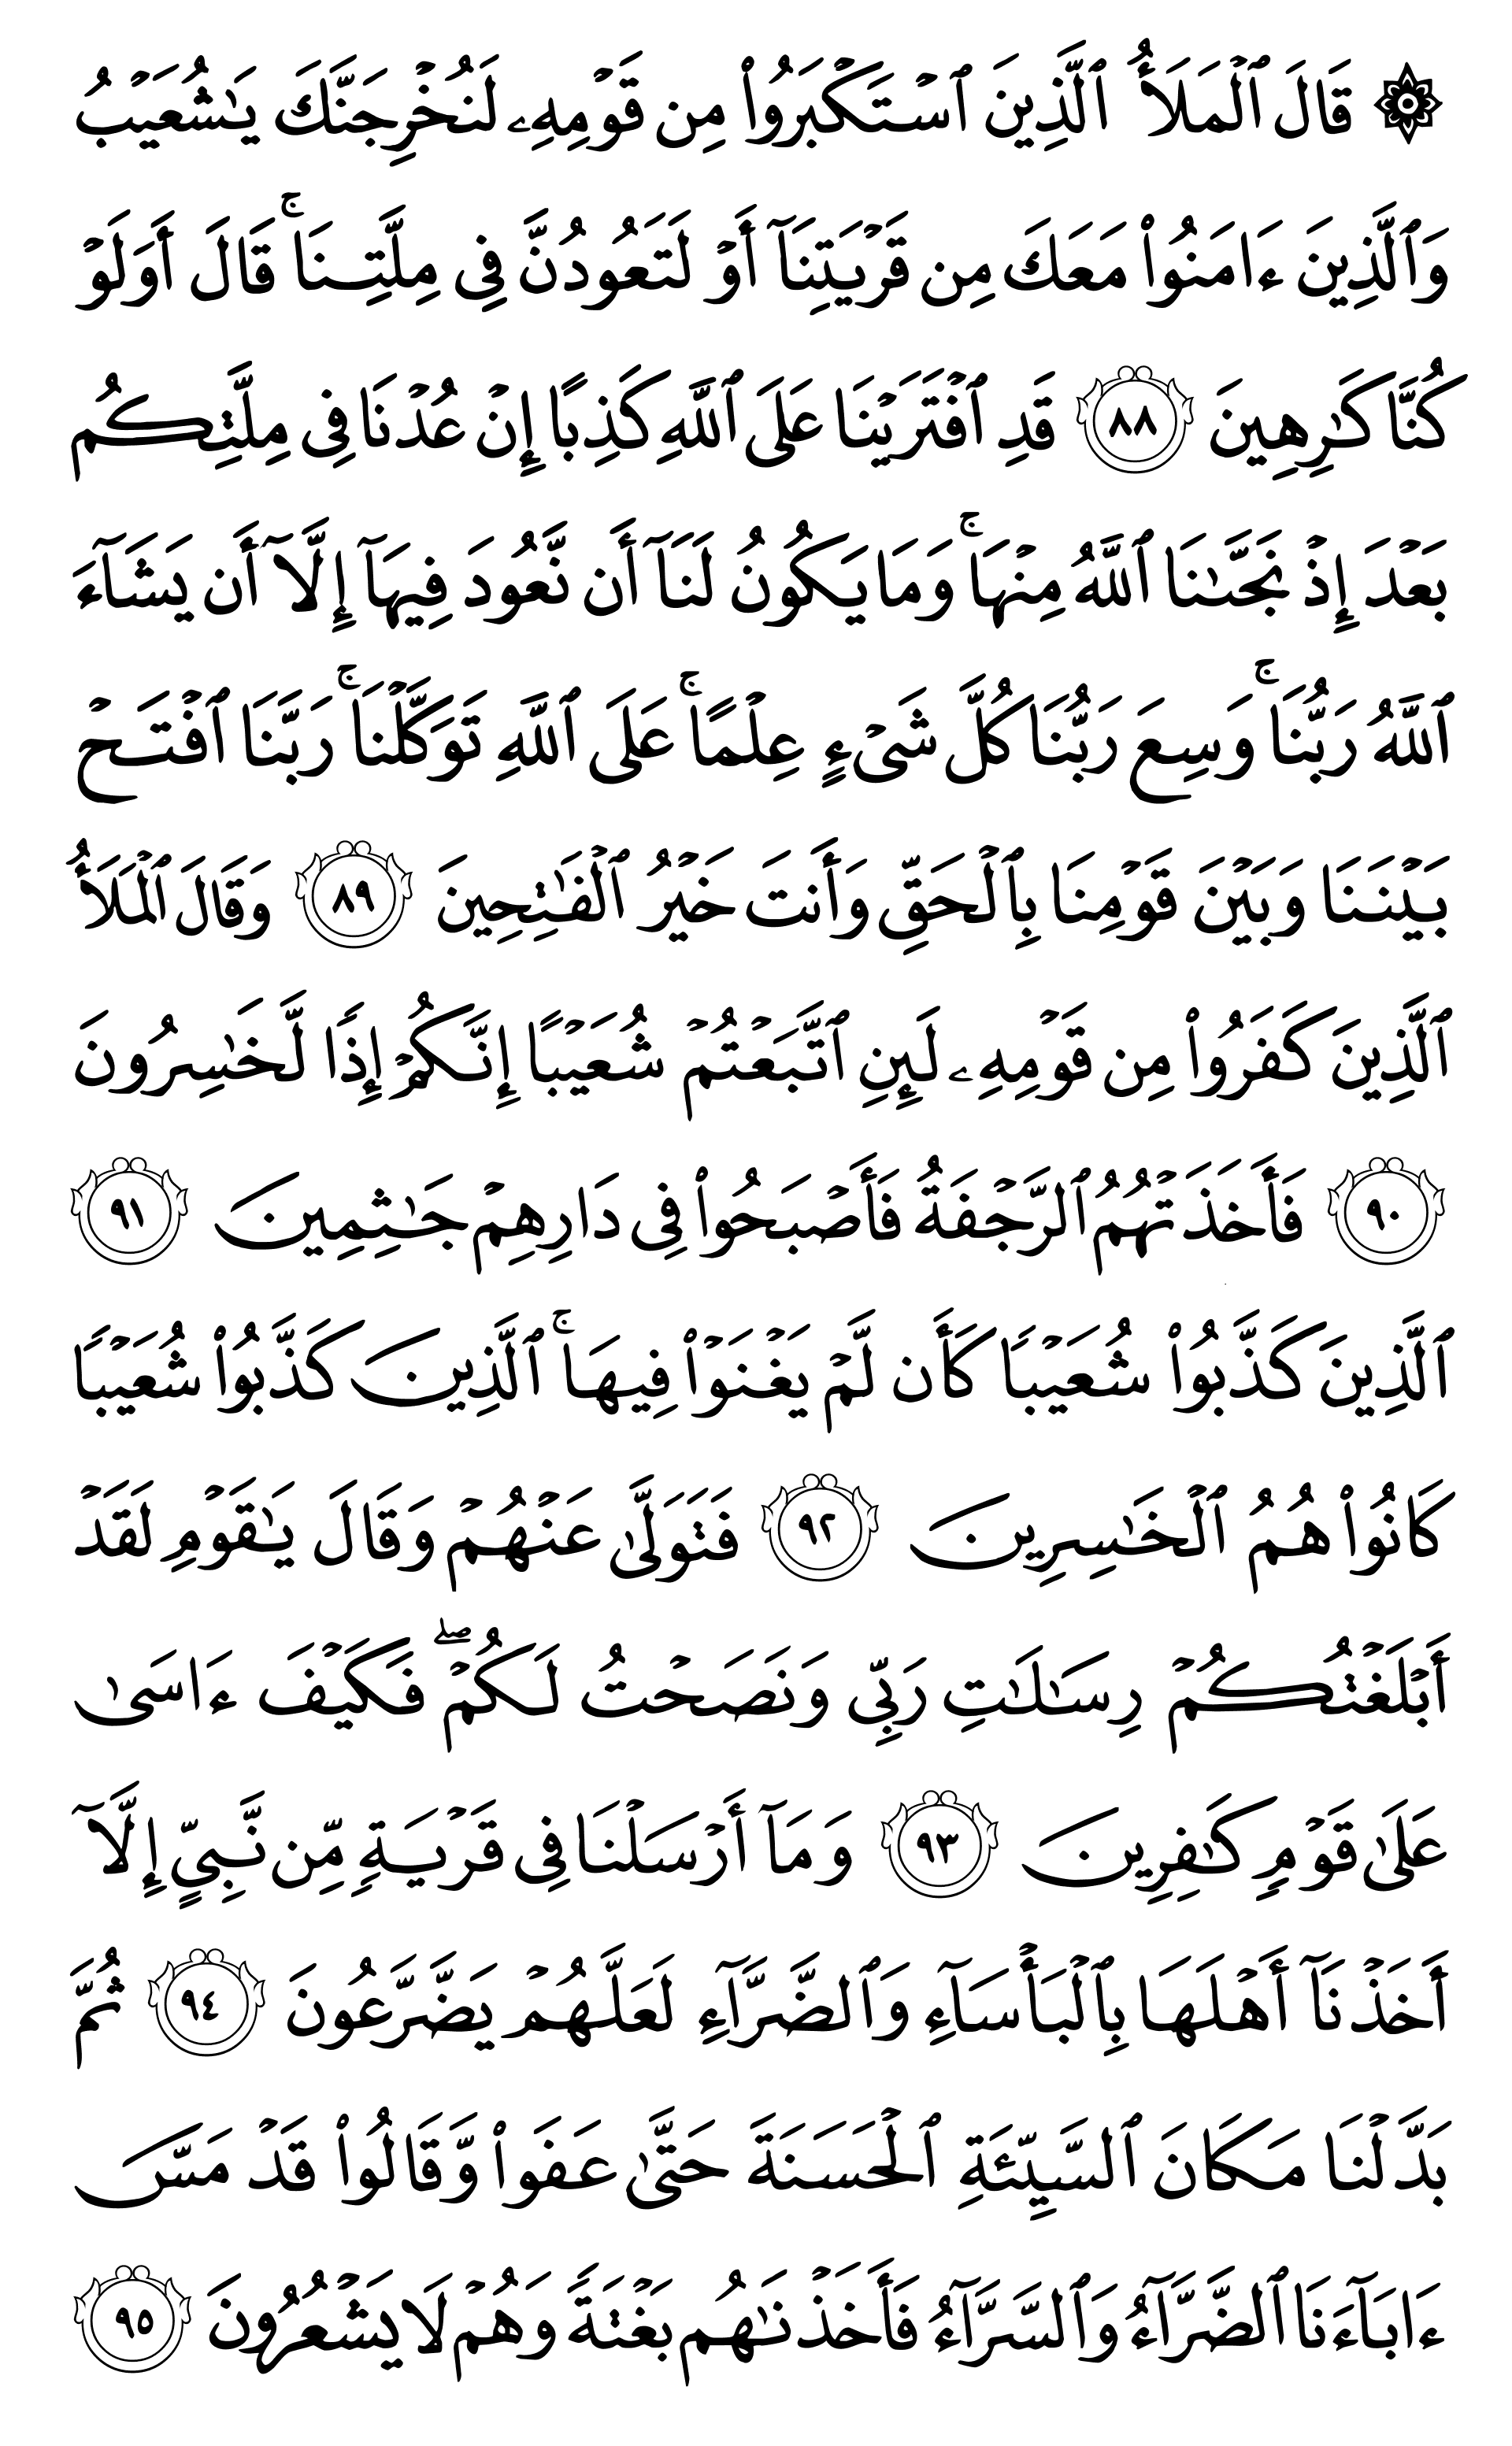 ۞ قَالَ ٱلْمَلَأُ ٱلَّذِينَ ٱسْتَكْبَرُوا۟ مِن قَوْمِهِۦ لَنُخْرِجَنَّكَ يَـٰشُعَيْبُ
وَٱلَّذِينَ ءَامَنُوا۟ مَعَكَ مِن قَرْيَتِنَآ أَوْ لَتَعُودُنَّ فِى مِلَّتِنَا ۚ قَالَ أَوَلَوْ
كُنَّا كَـٰرِهِينَ ٨٨ قَدِ ٱفْتَرَيْنَا عَلَى ٱللَّهِ كَذِبًا إِنْ عُدْنَا فِى مِلَّتِكُم
بَعْدَ إِذْ نَجَّىٰنَا ٱللَّهُ مِنْهَا ۚ وَمَا يَكُونُ لَنَآ أَن نَّعُودَ فِيهَآ إِلَّآ أَن يَشَآءَ
ٱللَّهُ رَبُّنَا ۚ وَسِعَ رَبُّنَا كُلَّ شَىْءٍ عِلْمًا ۚ عَلَى ٱللَّهِ تَوَكَّلْنَا ۚ رَبَّنَا ٱفْتَحْ
بَيْنَنَا وَبَيْنَ قَوْمِنَا بِٱلْحَقِّ وَأَنتَ خَيْرُ ٱلْفَـٰتِحِينَ ٨٩ وَقَالَ ٱلْمَلَأُ
ٱلَّذِينَ كَفَرُوا۟ مِن قَوْمِهِۦ لَئِنِ ٱتَّبَعْتُمْ شُعَيْبًا إِنَّكُمْ إِذًا لَّخَـٰسِرُونَ
٩٠ فَأَخَذَتْهُمُ ٱلرَّجْفَةُ فَأَصْبَحُوا۟ فِى دَارِهِمْ جَـٰثِمِينَ ٩١
ٱلَّذِينَ كَذَّبُوا۟ شُعَيْبًا كَأَن لَّمْ يَغْنَوْا۟ فِيهَا ۚ ٱلَّذِينَ كَذَّبُوا۟ شُعَيْبًا
كَانُوا۟ هُمُ ٱلْخَـٰسِرِينَ ٩٢ فَتَوَلَّىٰ عَنْهُمْ وَقَالَ يَـٰقَوْمِ لَقَدْ
أَبْلَغْتُكُمْ رِسَـٰلَـٰتِ رَبِّى وَنَصَحْتُ لَكُمْ ۖ فَكَيْفَ ءَاسَىٰ
عَلَىٰ قَوْمٍ كَـٰفِرِينَ ٩٣ وَمَآ أَرْسَلْنَا فِى قَرْيَةٍ مِّن نَّبِىٍّ إِلَّآ
أَخَذْنَآ أَهْلَهَا بِٱلْبَأْسَآءِ وَٱلضَّرَّآءِ لَعَلَّهُمْ يَضَّرَّعُونَ ٩٤ ثُمَّ
بَدَّلْنَا مَكَانَ ٱلسَّيِّئَةِ ٱلْحَسَنَةَ حَتَّىٰ عَفَوا۟ وَّقَالُوا۟ قَدْ مَسَّ
ءَابَآءَنَا ٱلضَّرَّآءُ وَٱلسَّرَّآءُ فَأَخَذْنَـٰهُم بَغْتَةً وَهُمْ لَا يَشْعُرُونَ ٩٥